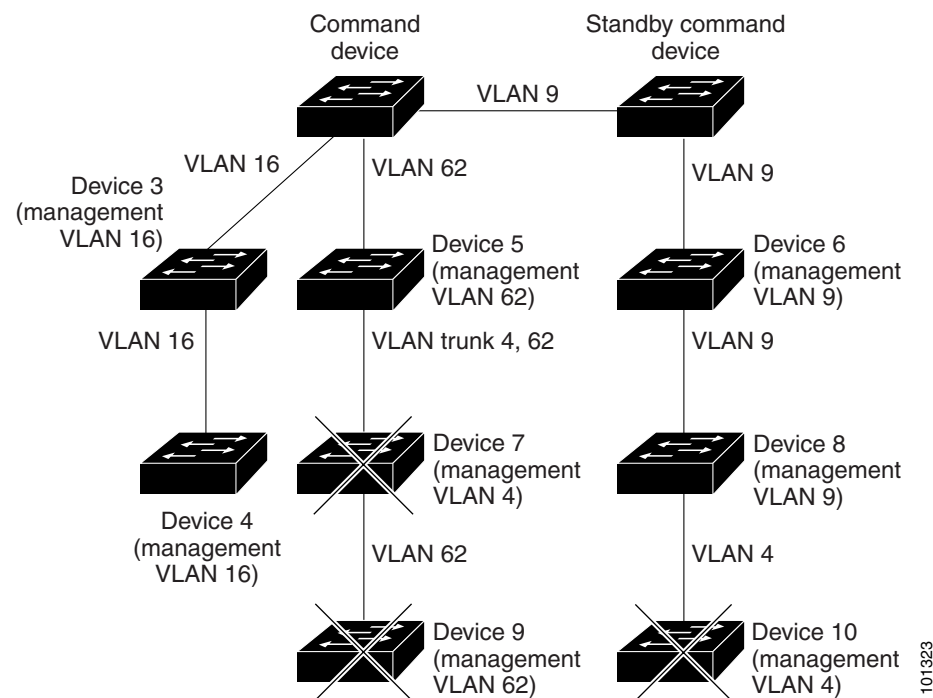 Command
device
Standby command
device
VLAN 9
VLAN 16
VLAN 62
VLAN 9
Device 3
(management
VLAN 16)
Device 5
(management
VLAN 62)
Device 6
(management
VLAN 9)
VLAN 16
VLAN trunk 4, 62
VLAN 9
Device 7
(management
VLAN 4)
Device 8
(management
VLAN 9)
Device 4
(management
VLAN 16)
VLAN 62
VLAN 4
Device 9
(management
VLAN 62)
Device 10
(management
VLAN 4)
101323